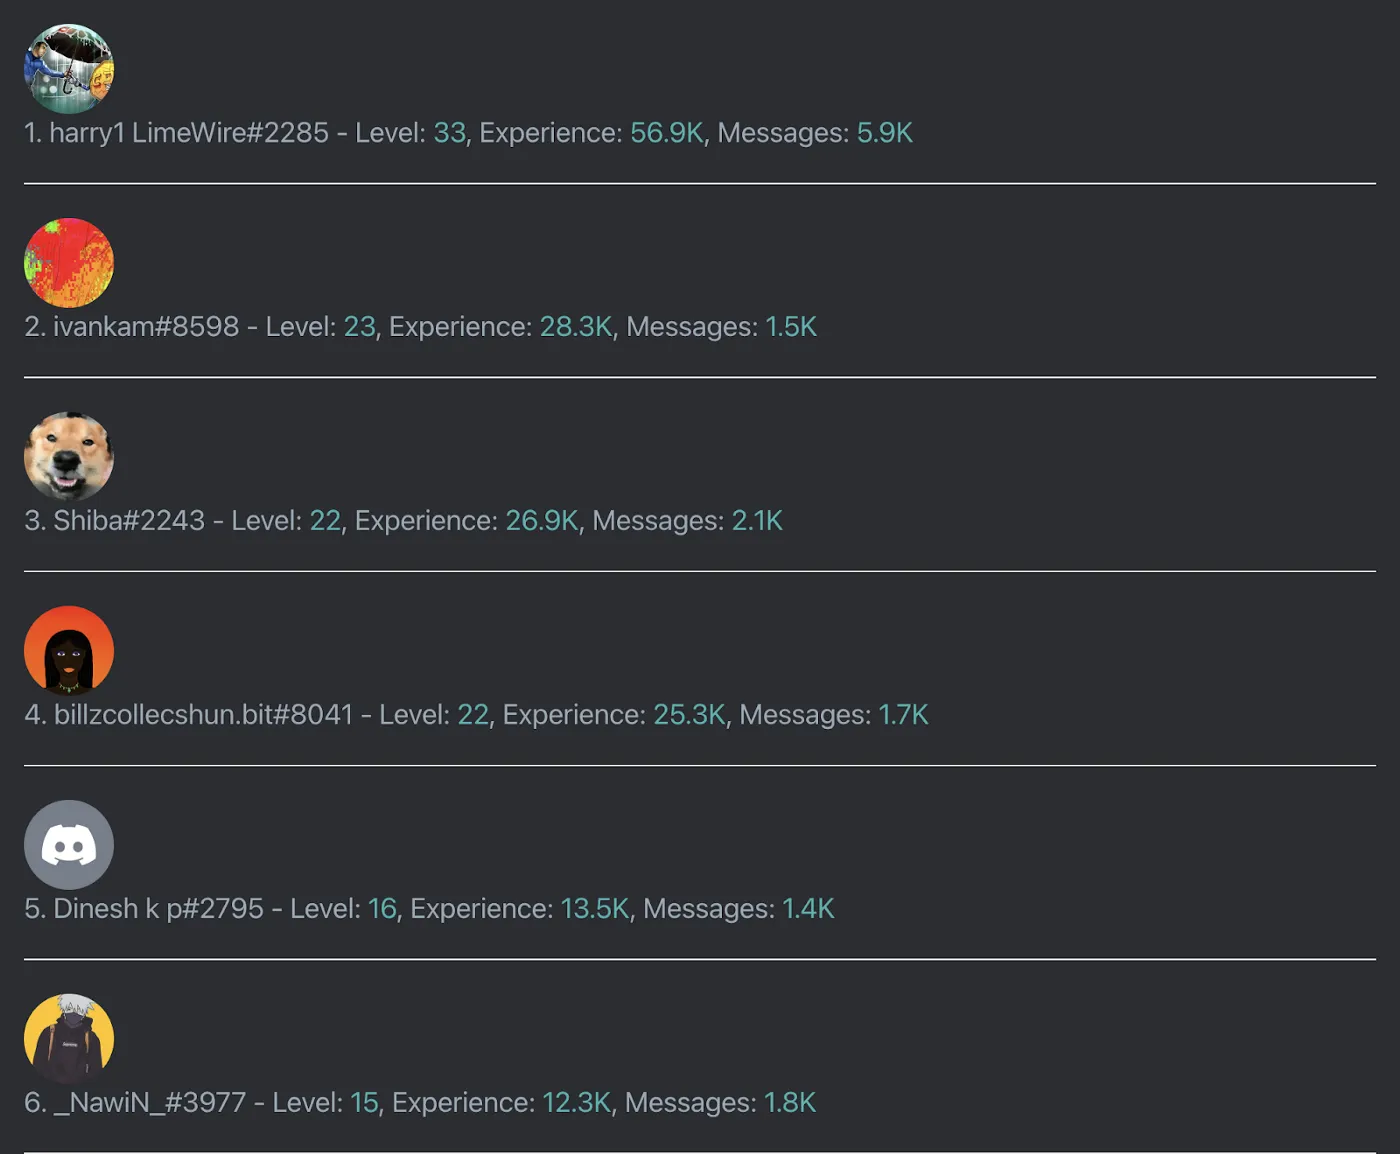 1. harry1 LimeWire#2285 - Level: 33, Experience: 56.9K, Messages: 5.9K
2. ivankam#8598 - Level: 23, Experience: 28.3K, Messages: 1.5K
3. Shiba#2243 - Level: 22, Experience: 26.9K, Messages: 2.1K
4. billzcollecshun.bit#8041 - Level: 22, Experience: 25.3K, Messages: 1.7K
5. Dinesh k p#2795 - Level: 16, Experience: 13.5K, Messages: 1.4K
6. _NawiN_#3977 - Level: 15, Experience: 12.3K, Messages: 1.8K